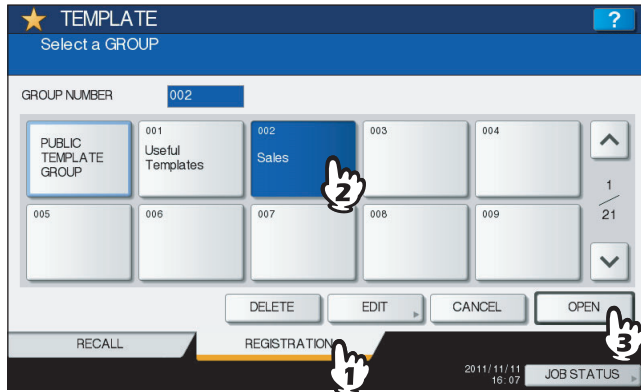 TEMPLATE
?
Select a GROUP
GROUP NUMBER 002
PUBLIC
TEMPLATE
GROUP
001
Useful
Templates
002
Sales
003
004
1
21
005
006
007
008
009
2
DELETE
EDIT
CANCEL
OPEN
3
RECALL
REGISTRATION
1
2011/11/11
16:07
JOB STATUS